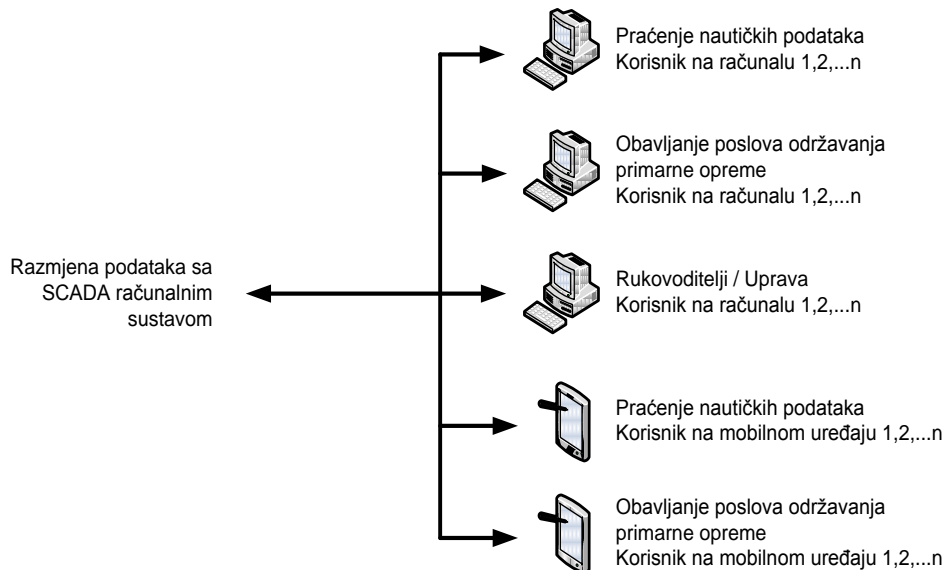 Praćenje nautičkih podataka
Korisnik na računalu 1,2,...n
Obavljanje poslova održavanja
primarne opreme
Korisnik na računalu 1,2,...n
Razmjena podataka sa
SCADA računalnim
sustavom
Rukovoditelji / Uprava
Korisnik na računalu 1,2,...n
Praćenje nautičkih podataka
Korisnik na mobilnom uređaju 1,2,...n
Obavljanje poslova održavanja
primarne opreme
Korisnik na mobilnom uređaju 1,2,...n